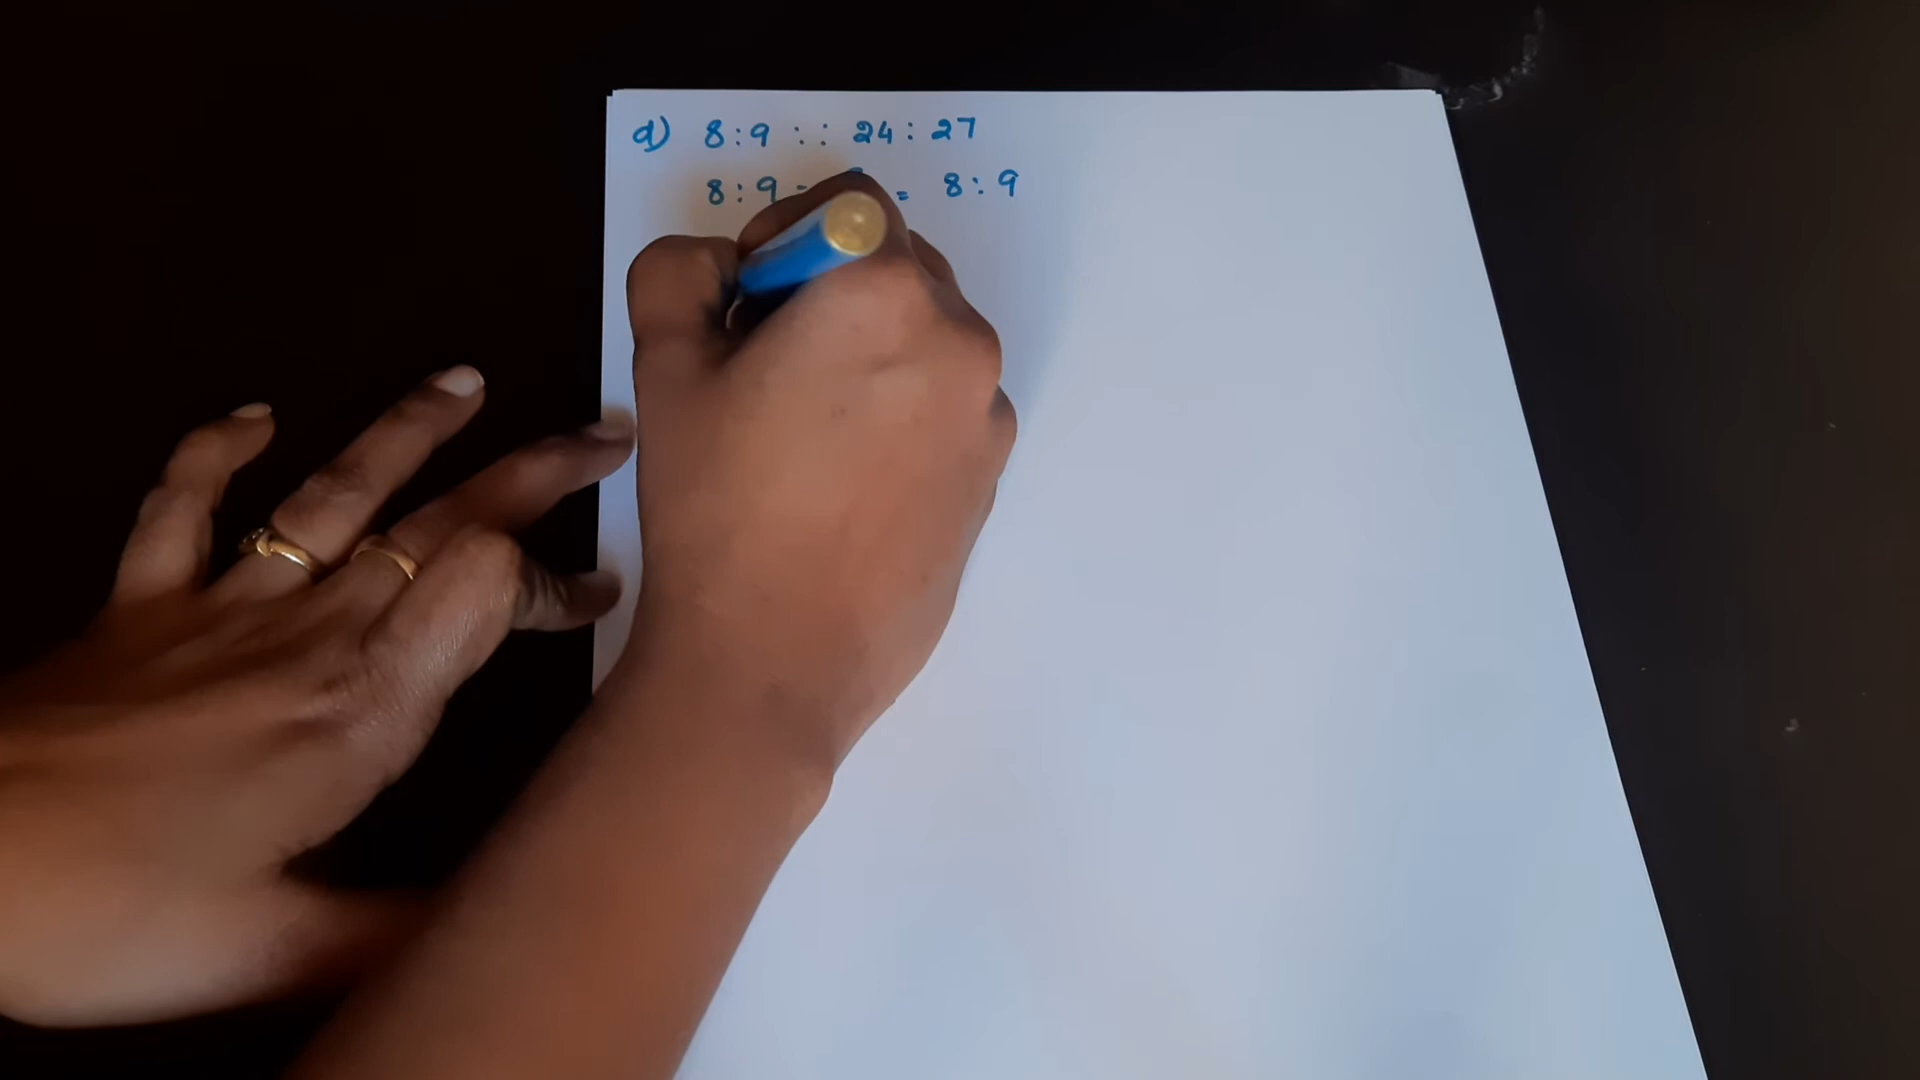 d) 8:9 :: 24:27
8:9 = = 8:9